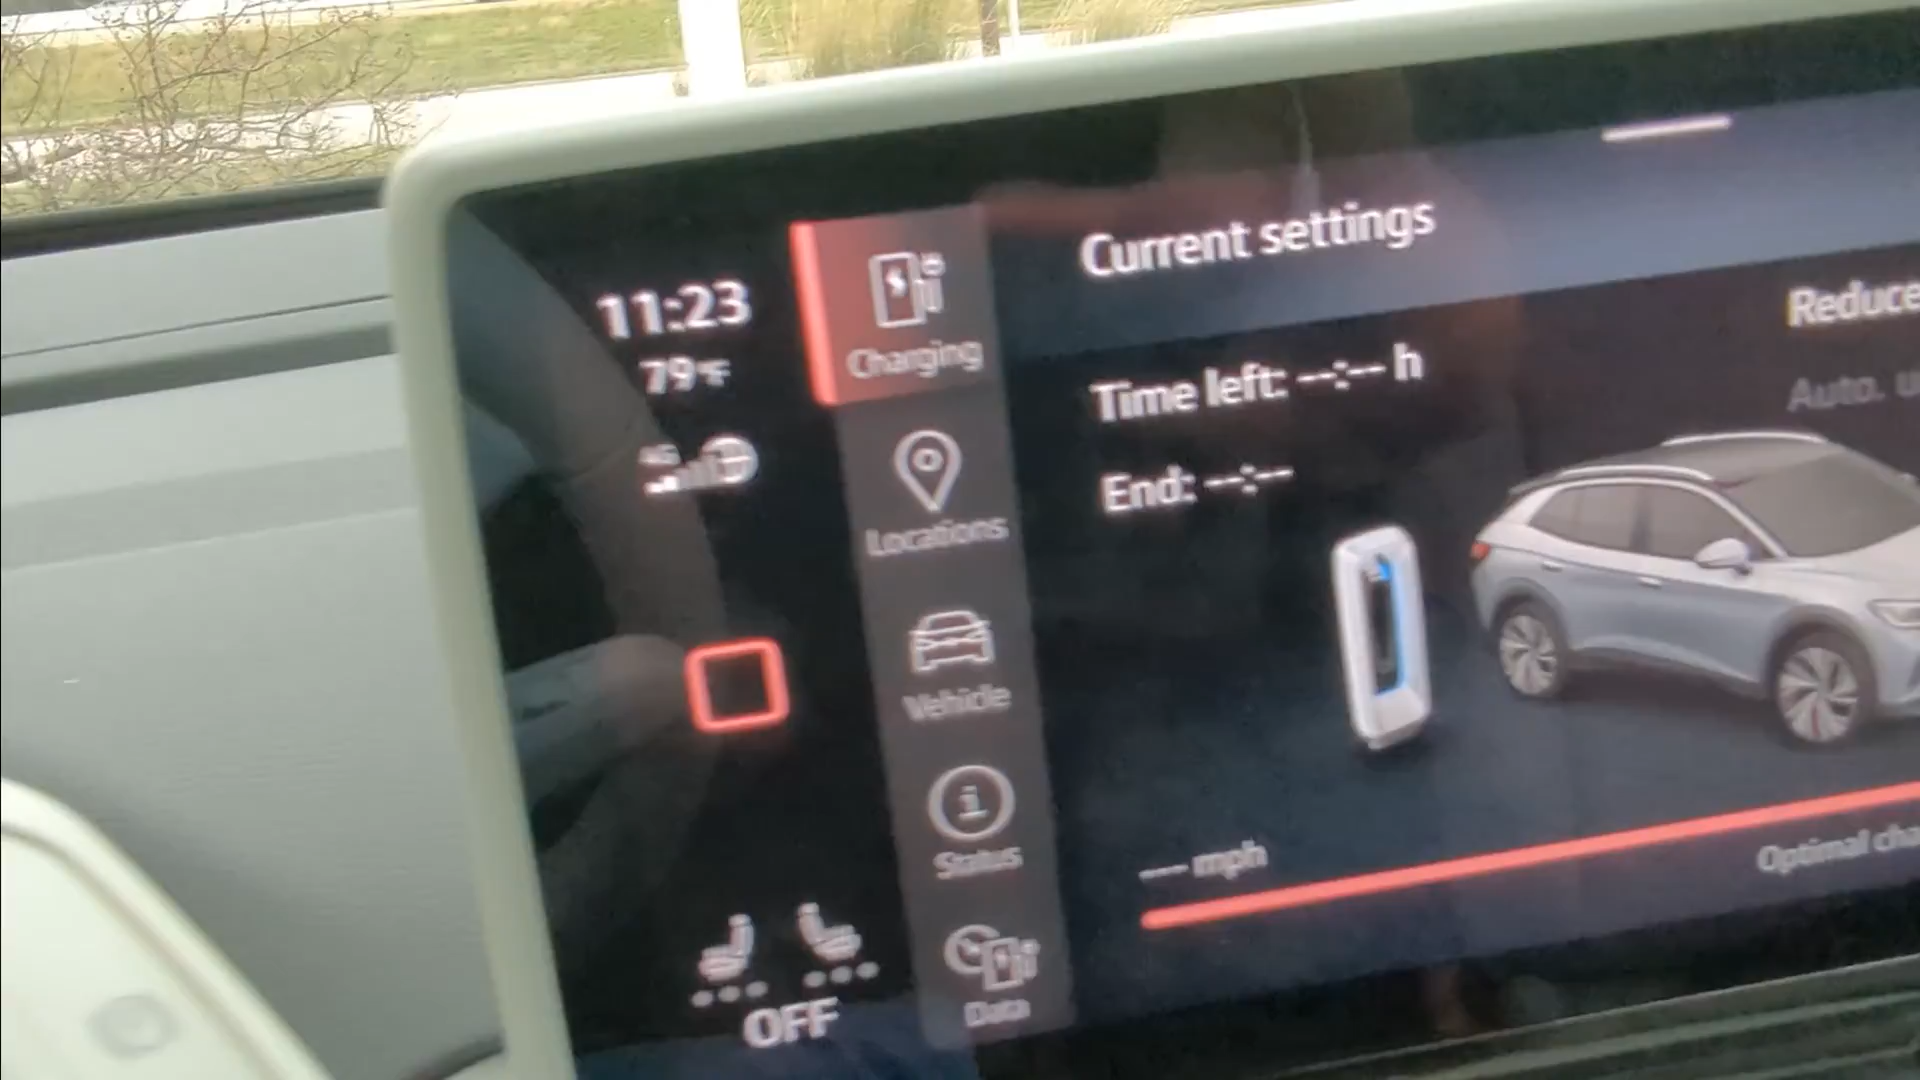 11:23
79°F
4G
OFF
Charging
Locations
Vehicle
Status
Data
Current settings
Time left: --:-- h
End: --:--
--- mph
Reduce
Auto. u
Optimal cha